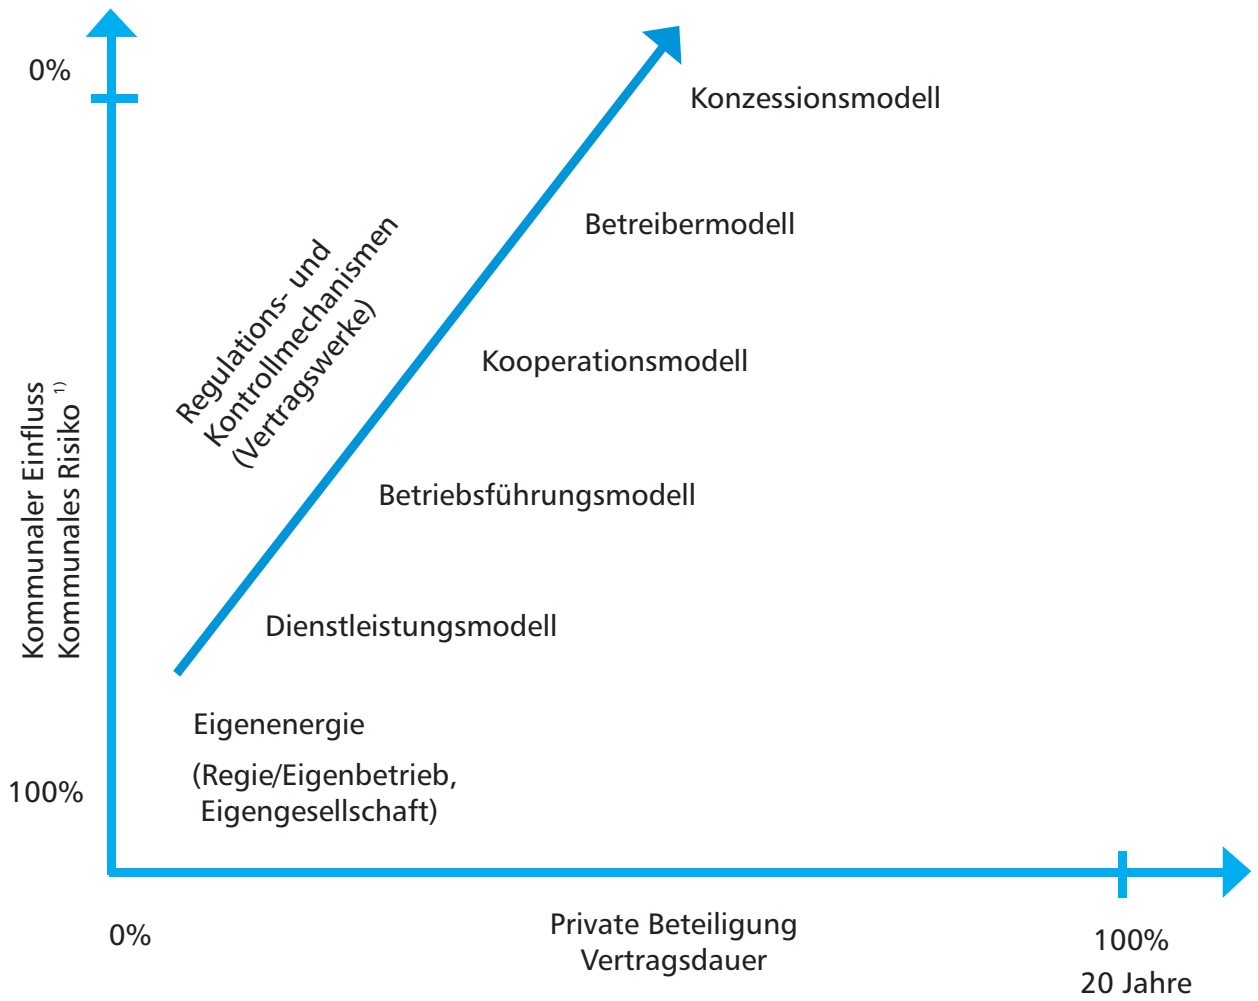 0%
Konzessionsmodell
Betreibermodell
Regulations- und
Kontrollmechanismen
(Vertragswerke)
Kooperationsmodell
Kommunaler Einfluss
Kommunales Risiko 1)
Betriebsführungsmodell
Dienstleistungsmodell
Eigenenergie
(Regie/Eigenbetrieb,
Eigengesellschaft)
100%
0%
Private Beteiligung
Vertragsdauer
100%
20 Jahre